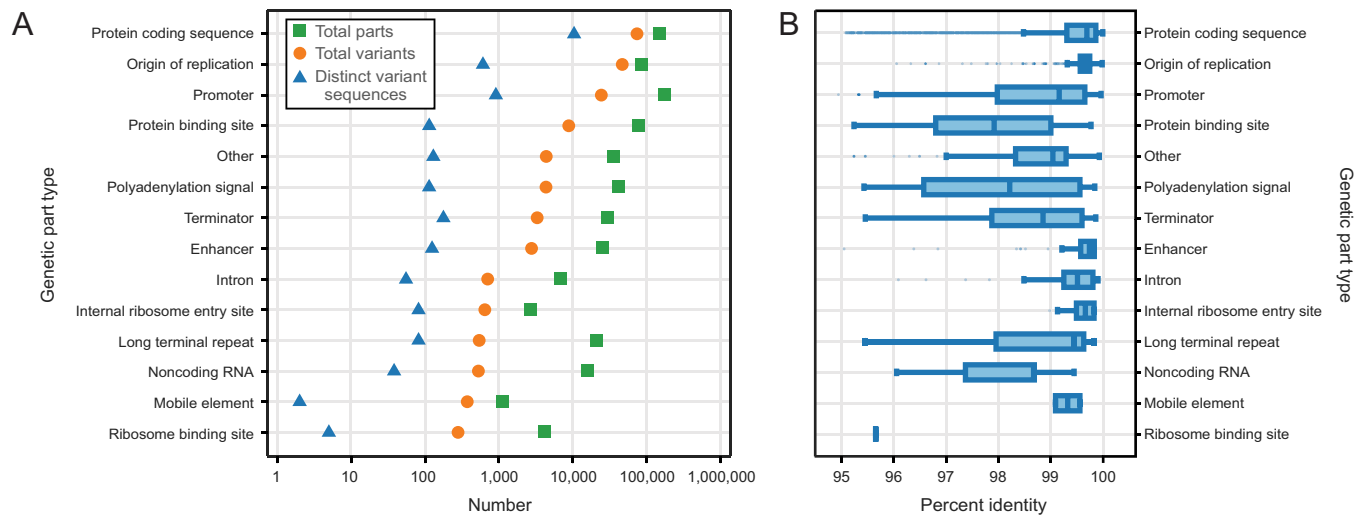 A
Genetic part type
Protein coding sequence
Origin of replication
Promoter
Protein binding site
Other
Polyadenylation signal
Terminator
Enhancer
Intron
Internal ribosome entry site
Long terminal repeat
Noncoding RNA
Mobile element
Ribosome binding site
Total parts
Total variants
Distinct variant
sequences
1 10 100 1,000 10,000 100,000 1,000,000
Number
B
Protein coding sequence
Origin of replication
Promoter
Protein binding site
Other
Polyadenylation signal
Terminator
Enhancer
Intron
Internal ribosome entry site
Long terminal repeat
Noncoding RNA
Mobile element
Ribosome binding site
Genetic part type
95 96 97 98 99 100
Percent identity